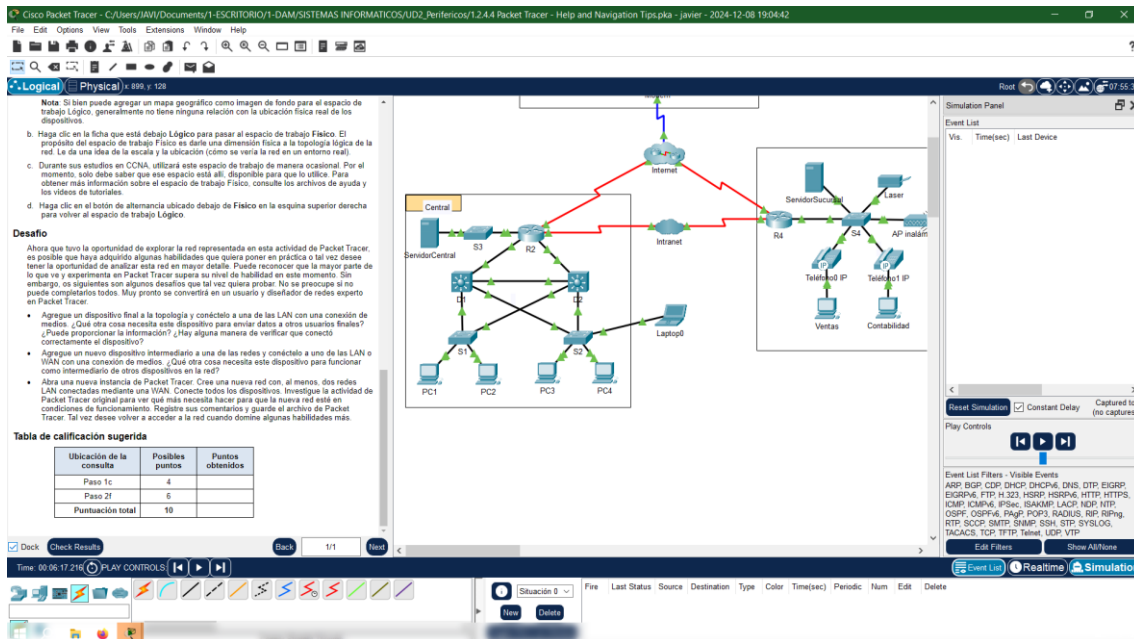 Cisco Packet Tracer - C:/Users/JAVI/Documents/1-ESCRITORIO/1-DAM/SISTEMAS INFORMATICOS/UD2_Perifericos/1.2.4.4 Packet Tracer - Help and Navigation Tips.pka - javier - 2024-12-08 19:04:42
File Edit Options View Tools Extensions Window Help
Logical Physical x: 899, y: 128
Root 07:55:3
Nota: Si bien puede agregar un mapa geográfico como imagen de fondo para el espacio de
trabajo Lógico, generalmente no tiene ninguna relación con la ubicación física real de los
dispositivos.
b. Haga clic en la ficha que está debajo Lógico para pasar al espacio de trabajo Físico. El
propósito del espacio de trabajo Físico es darle una dimensión física a la topología lógica de la
red. Le da una idea de la escala y la ubicación (cómo se vería la red en un entorno real).
c. Durante sus estudios en CCNA, utilizará este espacio de trabajo de manera ocasional. Por el
momento, solo debe saber que ese espacio está allí, disponible para que lo utilice. Para
obtener más información sobre el espacio de trabajo Físico, consulte los archivos de ayuda y
los videos de tutoriales.
d. Haga clic en el botón de alternancia ubicado debajo de Físico en la esquina superior derecha
para volver al espacio de trabajo Lógico.
Desafío
Ahora que tuvo la oportunidad de explorar la red representada en esta actividad de Packet Tracer,
es posible que haya adquirido algunas habilidades que quiera poner en práctica o tal vez desee
tener la oportunidad de analizar esta red en mayor detalle. Puede reconocer que la mayor parte de
lo que ve y experimenta en Packet Tracer supera su nivel de habilidad en este momento. Sin
embargo, los siguientes son algunos desafíos que tal vez quiera probar. No se preocupe si no
puede completarlos todos. Muy pronto se convertirá en un usuario y diseñador de redes experto
en Packet Tracer.
• Agregue un dispositivo final a la topología y conéctelo a una de las LAN con una conexión de
medios. ¿Qué otra cosa necesita este dispositivo para enviar datos a otros usuarios finales?
¿Puede proporcionar la información? ¿Hay alguna manera de verificar que conectó
correctamente el dispositivo?
• Agregue un nuevo dispositivo intermediario a una de las redes y conéctelo a uno de las LAN o
WAN con una conexión de medios. ¿Qué otra cosa necesita este dispositivo para funcionar
como intermediario de otros dispositivos en la red?
• Abra una nueva instancia de Packet Tracer. Cree una nueva red con, al menos, dos redes
LAN conectadas mediante una WAN. Conecte todos los dispositivos. Investigue la actividad de
Packet Tracer original para ver qué más necesita hacer para que la nueva red esté en
condiciones de funcionamiento. Registre sus comentarios y guarde el archivo de Packet
Tracer. Tal vez desee volver a acceder a la red cuando domine algunas habilidades más.
Tabla de calificación sugerida
Ubicación de la consulta Posibles puntos Puntos obtenidos
Paso 1c 4
Paso 2f 6
Puntuación total 10
Dock Check Results Back 1/1 Next
Internet
Central
ServidorCentral
S3
R2
Intranet
D1
D2
S1
S2
Laptop0
PC1
PC2
PC3
PC4
ServidorSucursal
Laser
R4
S4
AP inalám
IP
IP
Teléfono0 IP
Teléfono1 IP
Ventas
Contabilidad
Simulation Panel
Event List
Vis. Time(sec) Last Device
Reset Simulation Constant Delay Captured to
(no captures
Play Controls
Event List Filters - Visible Events
ARP, BGP, CDP, DHCP, DHCPv6, DNS, DTP, EIGRP,
EIGRPv6, FTP, H.323, HSRP, HSRPv6, HTTP, HTTPS,
ICMP, ICMPv6, IPSec, ISAKMP, LACP, NDP, NTP,
OSPF, OSPFv6, PAgP, POP3, RADIUS, RIP, RIPng,
RTP, SCCP, SMTP, SNMP, SSH, STP, SYSLOG,
TACACS, TCP, TFTP, Telnet, UDP, VTP
Edit Filters Show All/None
Time: 00:06:17.216 PLAY CONTROLS:
Event List Realtime Simulation
Situación 0
New Delete
Fire Last Status Source Destination Type Color Time(sec) Periodic Num Edit Delete